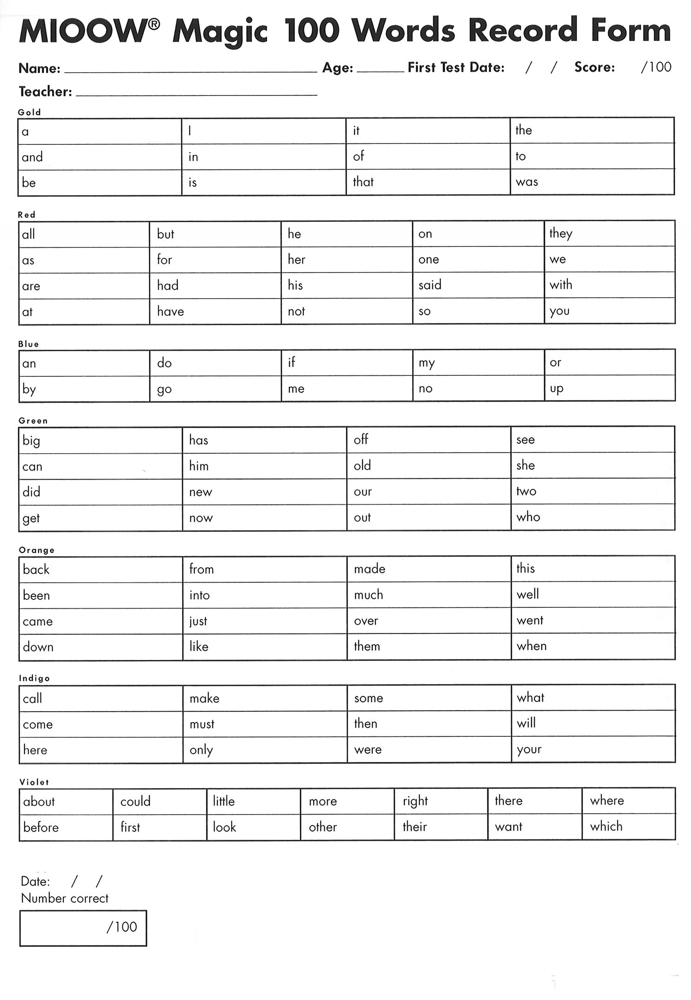 MIOOW® Magic 100 Words Record Form
Name: Age: First Test Date: / / Score: /100
Teacher:
Gold
a I it the
and in of to
be is that was
Red
all but he on they
as for her one we
are had his said with
at have not so you
Blue
an do if my or
by go me no up
Green
big has off see
can him old she
did new our two
get now out who
Orange
back from made this
been into much well
came just over went
down like them when
Indigo
call make some what
come must then will
here only were your
Violet
about could little more right there where
before first look other their want which
Date: / /
Number correct
/100